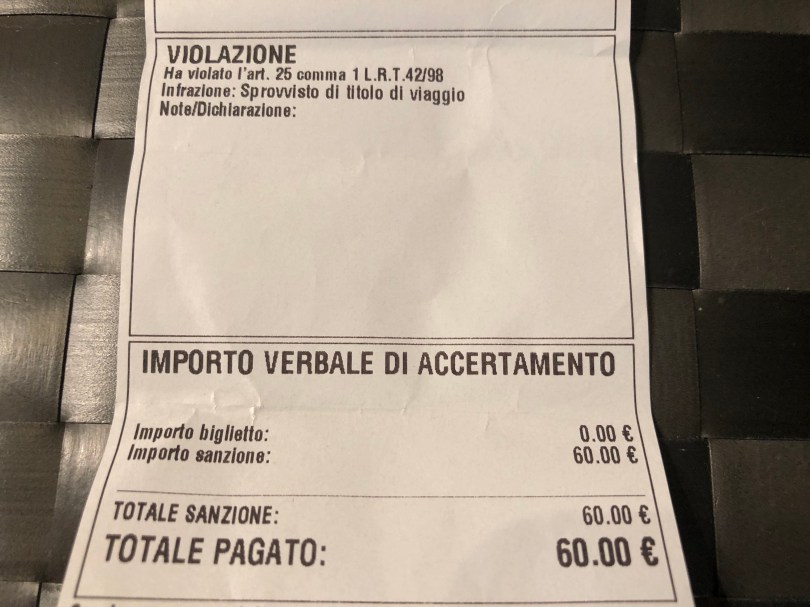 VIOLAZIONE
Ha violato l'art. 25 comma 1 L.R.T.42/98
Infrazione: Sprovvisto di titolo di viaggio
Note/Dichiarazione:
IMPORTO VERBALE DI ACCERTAMENTO
Importo biglietto: 0.00 €
Importo sanzione: 60.00 €
TOTALE SANZIONE: 60.00 €
TOTALE PAGATO: 60.00 €